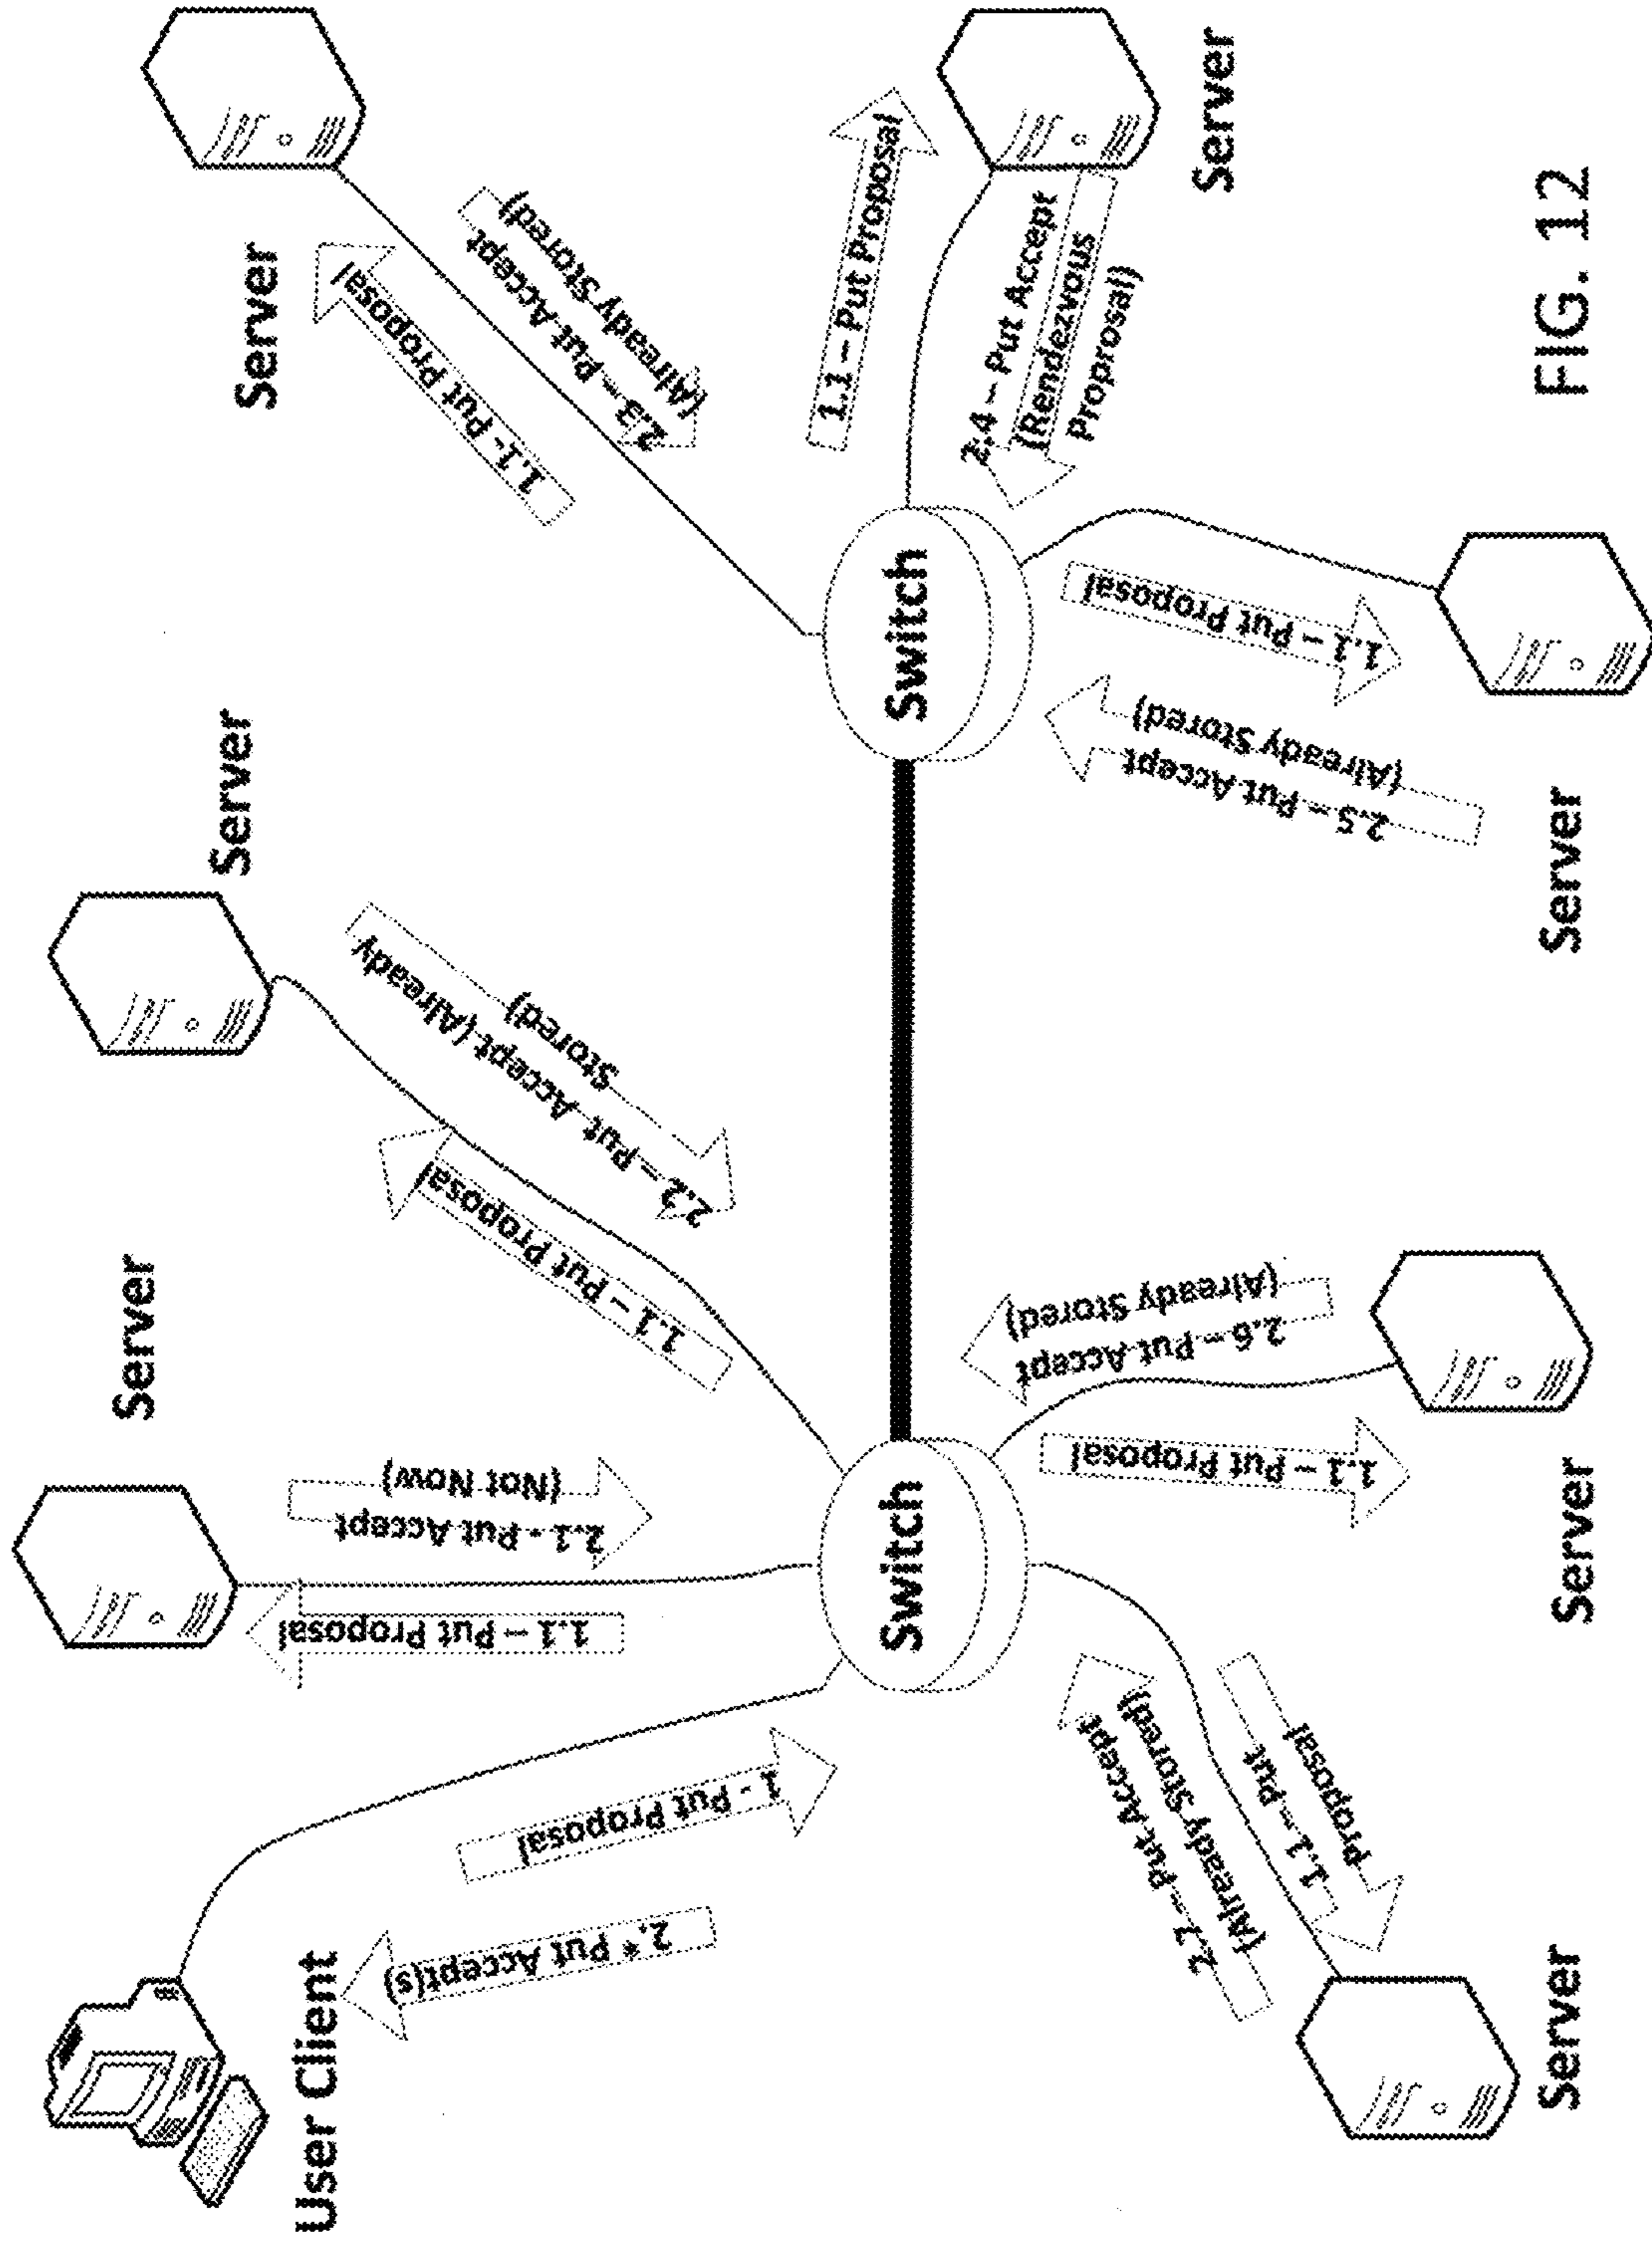 User Client
2.* Put Accept(s)
1 - Put Proposal
Server
1.1 – Put Proposal
2.1 - Put Accept
(Not Now)
Server
1.1 – Put Proposal
2.2 – Put Accept (Already
Stored)
Server
1.1 - Put Proposal
2.3 – Put Accept
(Already Stored)
Switch
Switch
1.1 – Put Proposal
2.4 – Put Accept
(Rendezvous
Proprosal)
Server
2.7 – Put Accept
(Already Stored)
1.1 – Put
Proposal
Server
1.1 – Put Proposal
2.6 – Put Accept
(Already Stored)
Server
2.5 – Put Accept
(Already Stored)
1.1 – Put Proposal
Server
FIG. 12